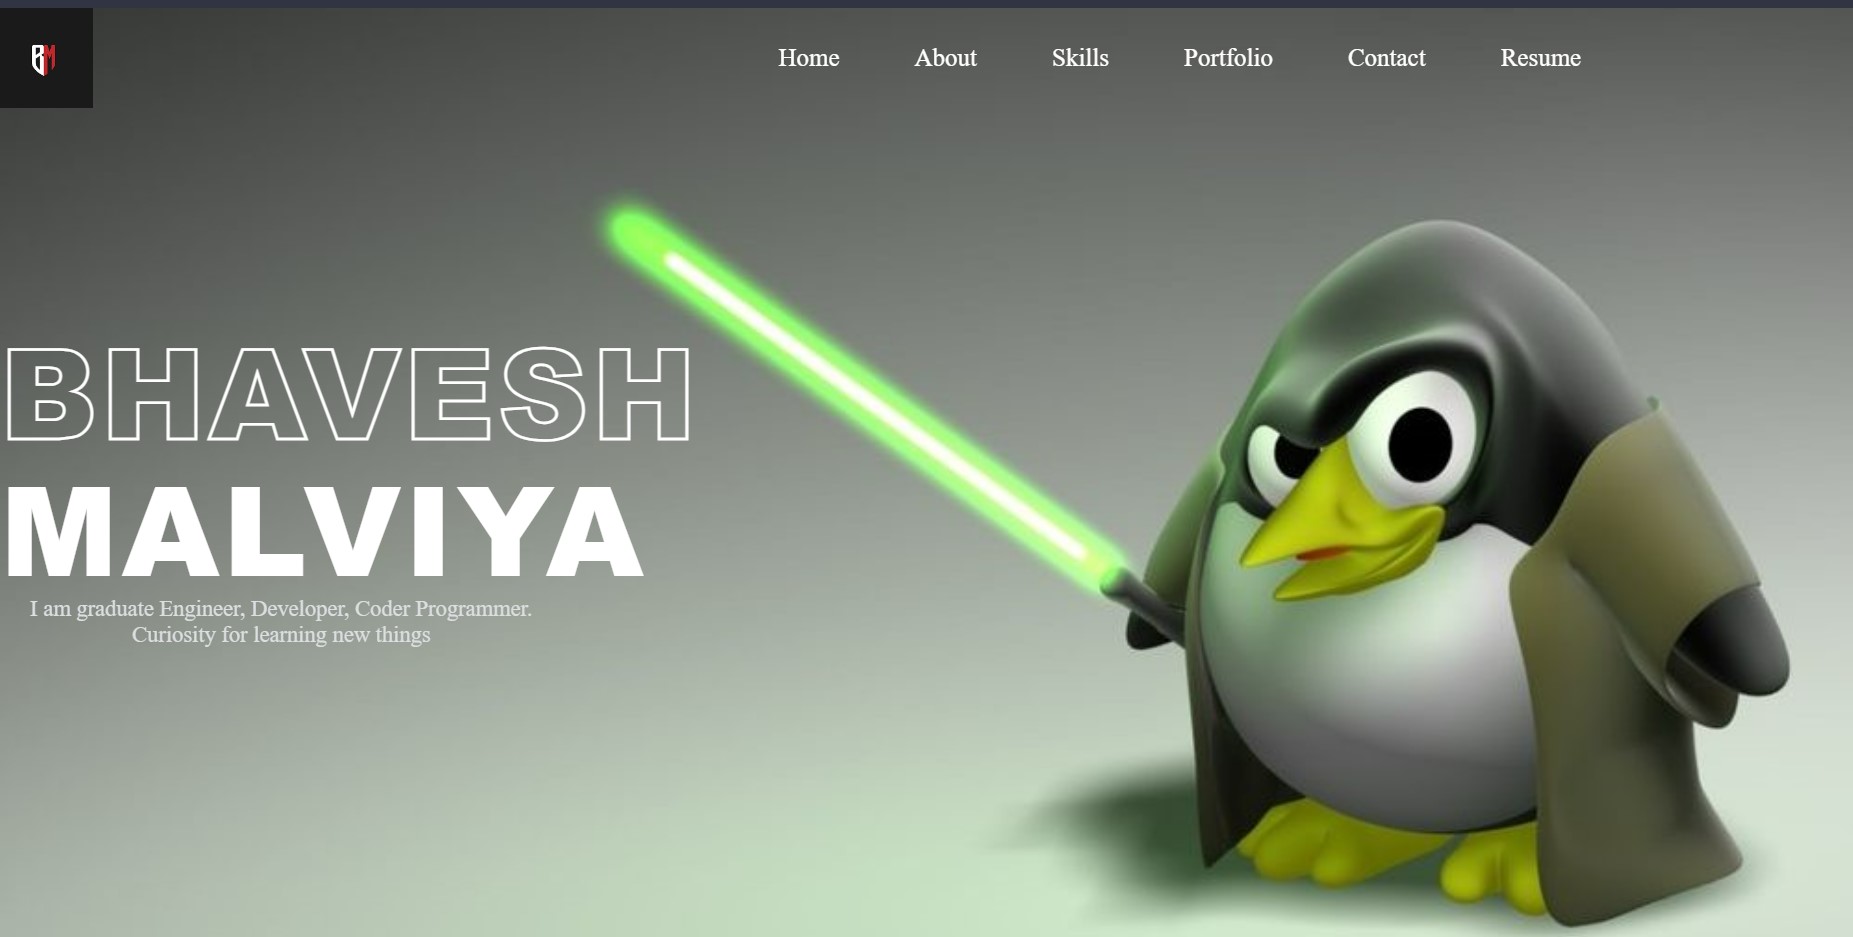 BM
Home About Skills Portfolio Contact Resume
BHAVESH
MALVIYA
I am graduate Engineer, Developer, Coder Programmer.
Curiosity for learning new things